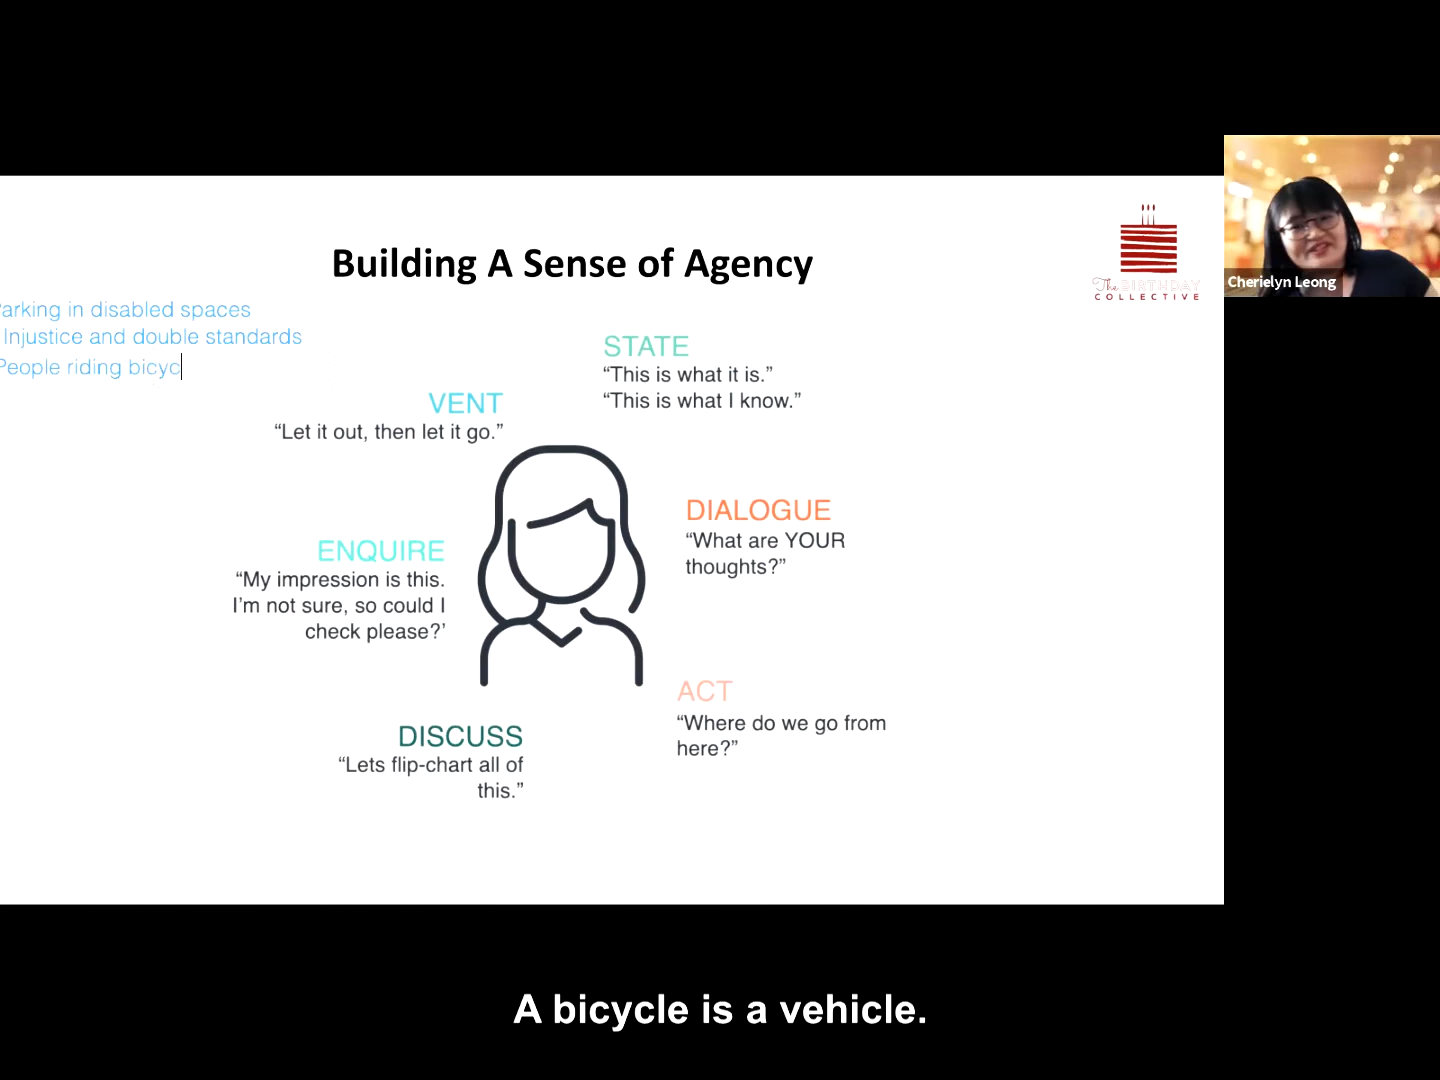 Building A Sense of Agency
The BIRTHDAY
COLLECTIVE
Cherielyn Leong
arking in disabled spaces
Injustice and double standards
People riding bicyc
STATE
“This is what it is.”
“This is what I know.”
VENT
“Let it out, then let it go.”
DIALOGUE
“What are YOUR
thoughts?”
ENQUIRE
“My impression is this.
I’m not sure, so could I
check please?’
ACT
“Where do we go from
here?”
DISCUSS
“Lets flip-chart all of
this.”
A bicycle is a vehicle.